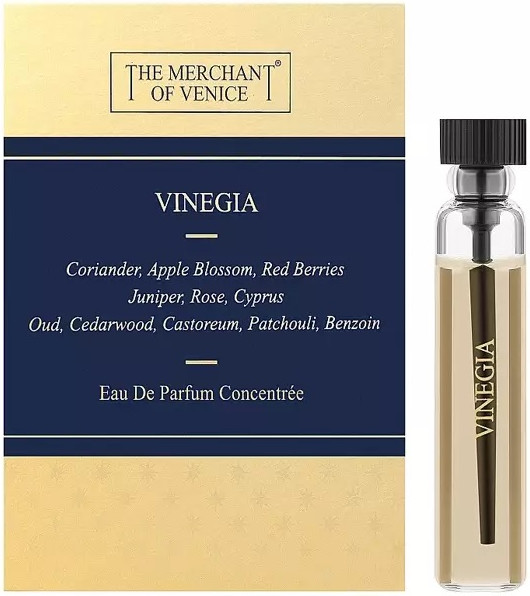 THE MERCHANT®
OF VENICE
VINEGIA
Coriander, Apple Blossom, Red Berries
Juniper, Rose, Cyprus
Oud, Cedarwood, Castoreum, Patchouli, Benzoin
Eau De Parfum Concentrée
VINEGIA